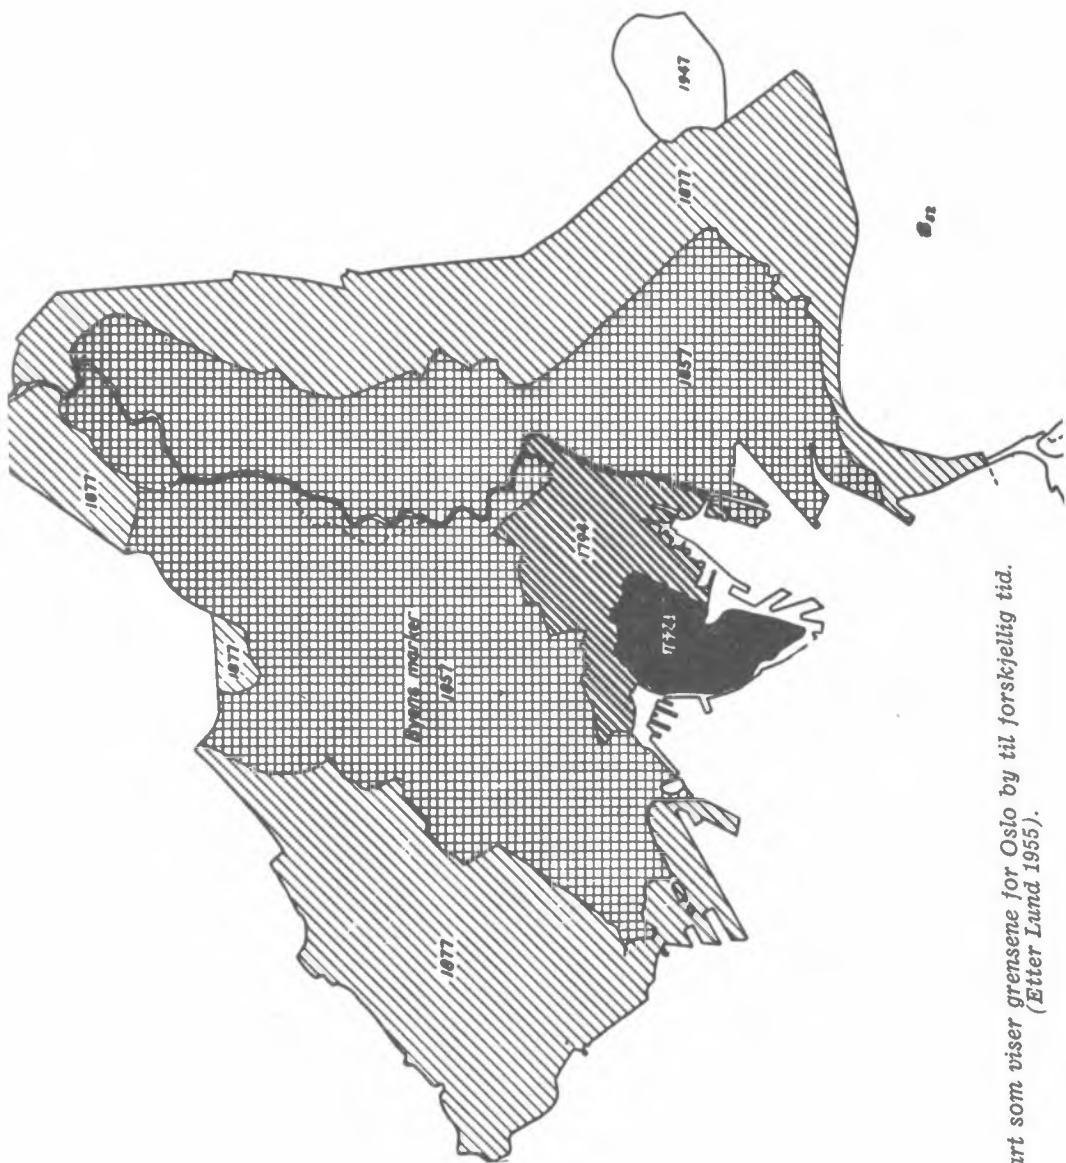 1947
1877
1877
1877
1857
1794
Byens marker
1857
1877
art som viser grensene for Oslo by til forskjellig tid.
(Etter Lund 1955).